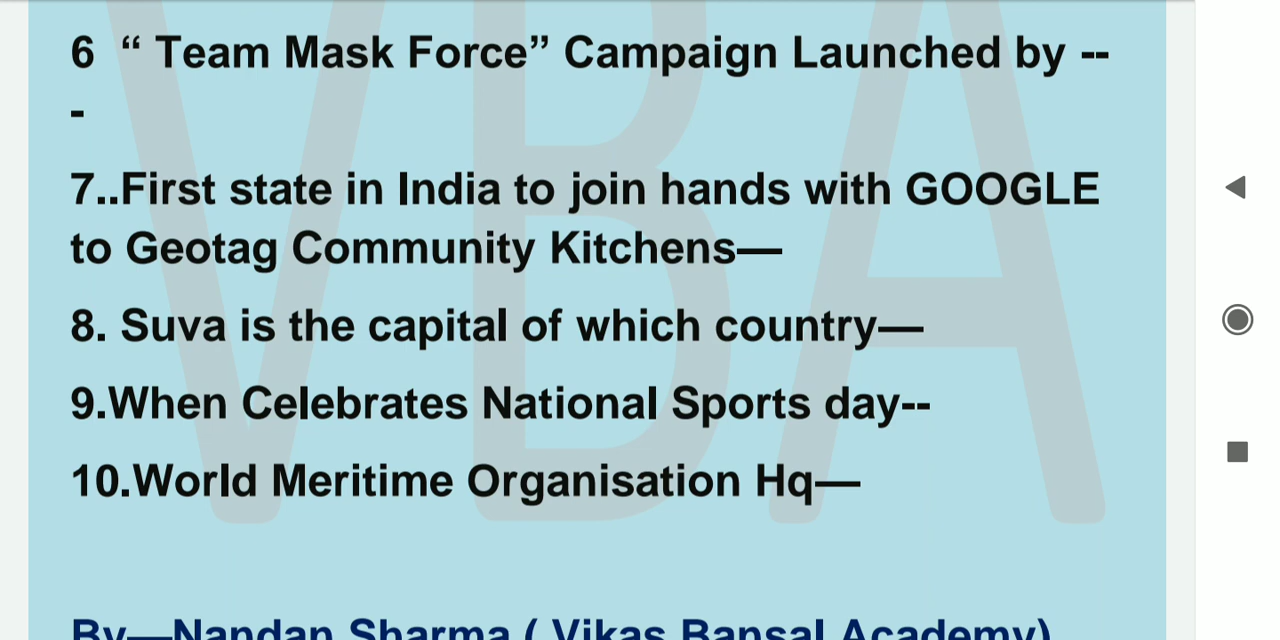 6 “ Team Mask Force” Campaign Launched by --
-
7..First state in India to join hands with GOOGLE
to Geotag Community Kitchens—
8. Suva is the capital of which country—
9.When Celebrates National Sports day--
10.World Meritime Organisation Hq—
By—Nandan Sharma ( Vikas Bansal Academy)
VBA